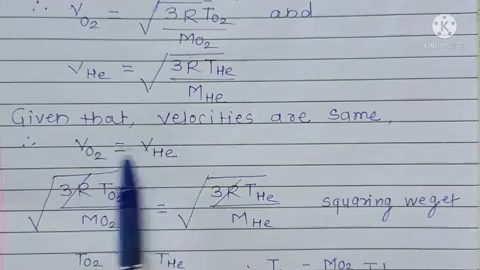 ∴ V_O2 = √(3RT_O2 / M_O2) and
V_He = √(3RT_He / M_He)
Given that, velocities are same,
∴ V_O2 = V_He
√(3RT_O2 / M_O2) = √(3RT_He / M_He) squaring we get
T_O2 T_He ∴ T = M_O2